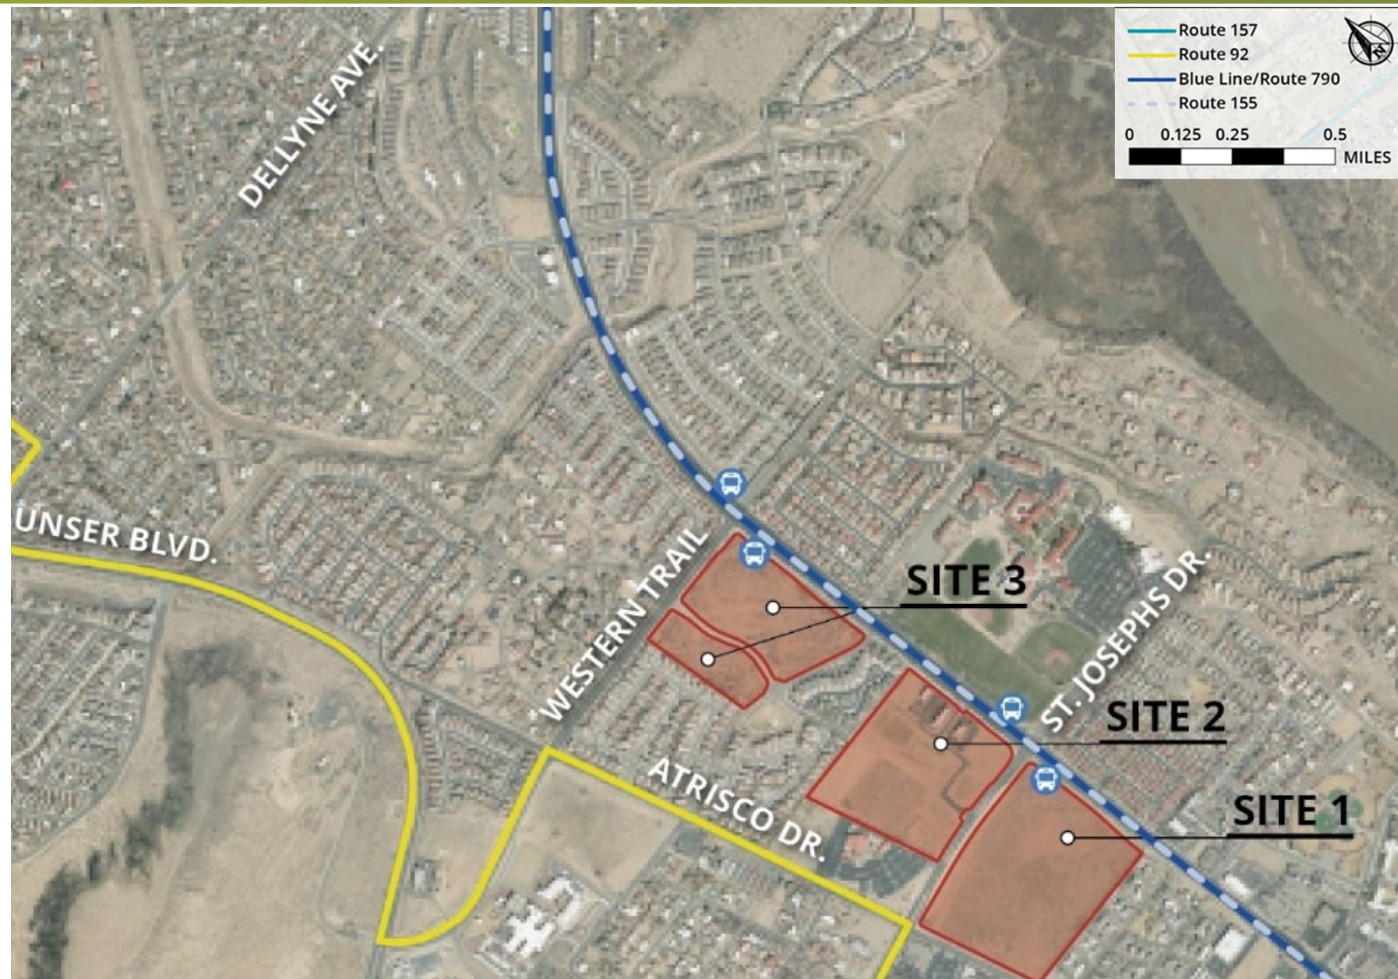 Route 157
Route 92
Blue Line/Route 790
Route 155
0 0.125 0.25 0.5
MILES
N
DELLYNE AVE.
UNSER BLVD.
WESTERN TRAIL
SITE 3
ST. JOSEPHS DR.
SITE 2
ATRISCO DR.
SITE 1